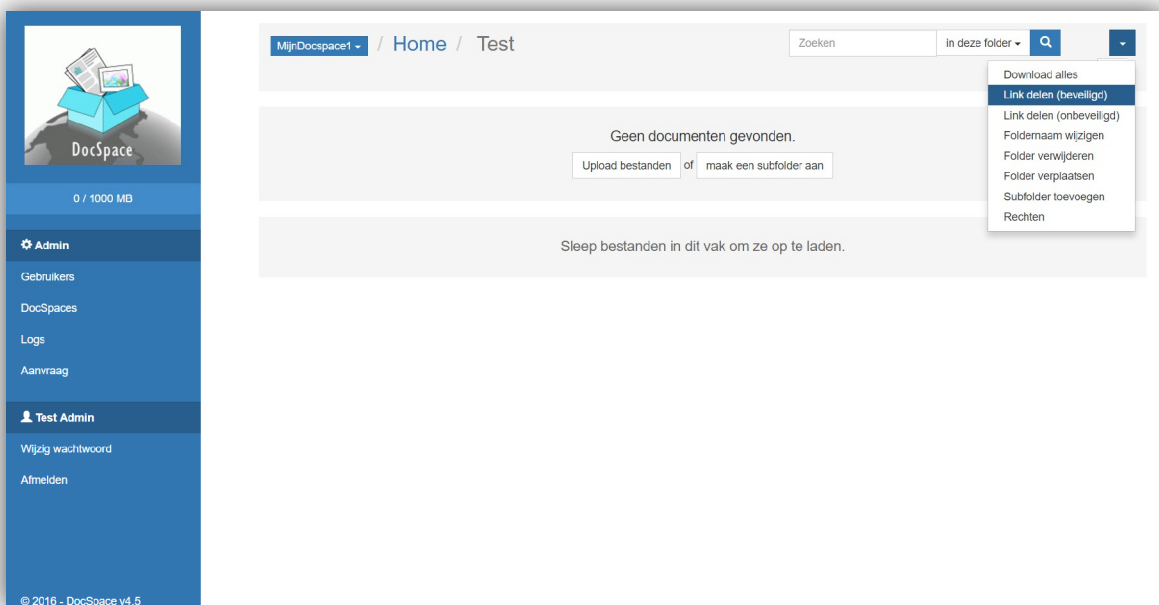 DocSpace
0 / 1000 MB
Admin
Gebruikers
DocSpaces
Logs
Aanvraag
Test Admin
Wijzig wachtwoord
Afmelden
© 2016 - DocSpace v4.5
MijnDocspace1 / Home / Test
Zoeken in deze folder
Download alles
Link delen (beveiligd)
Link delen (onbeveiligd)
Foldernaam wijzigen
Folder verwijderen
Folder verplaatsen
Subfolder toevoegen
Rechten
Geen documenten gevonden.
Upload bestanden of maak een subfolder aan
Sleep bestanden in dit vak om ze op te laden.